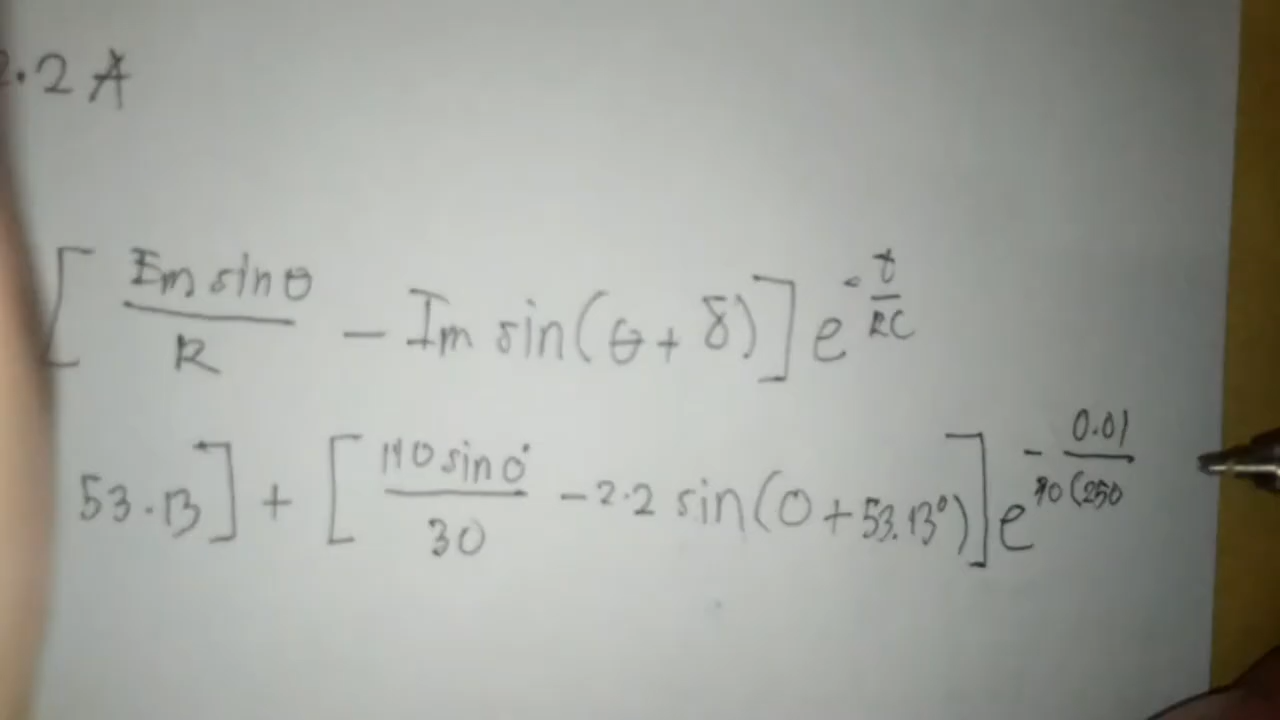 2.2 A
[ Em sin θ / R - Im sin(θ + δ) ] e^{- t / RC}
53.13 ] + [ 110 sin 0° / 30 - 2.2 sin(0 + 53.13°) ] e^{- 0.01 / 30(250}